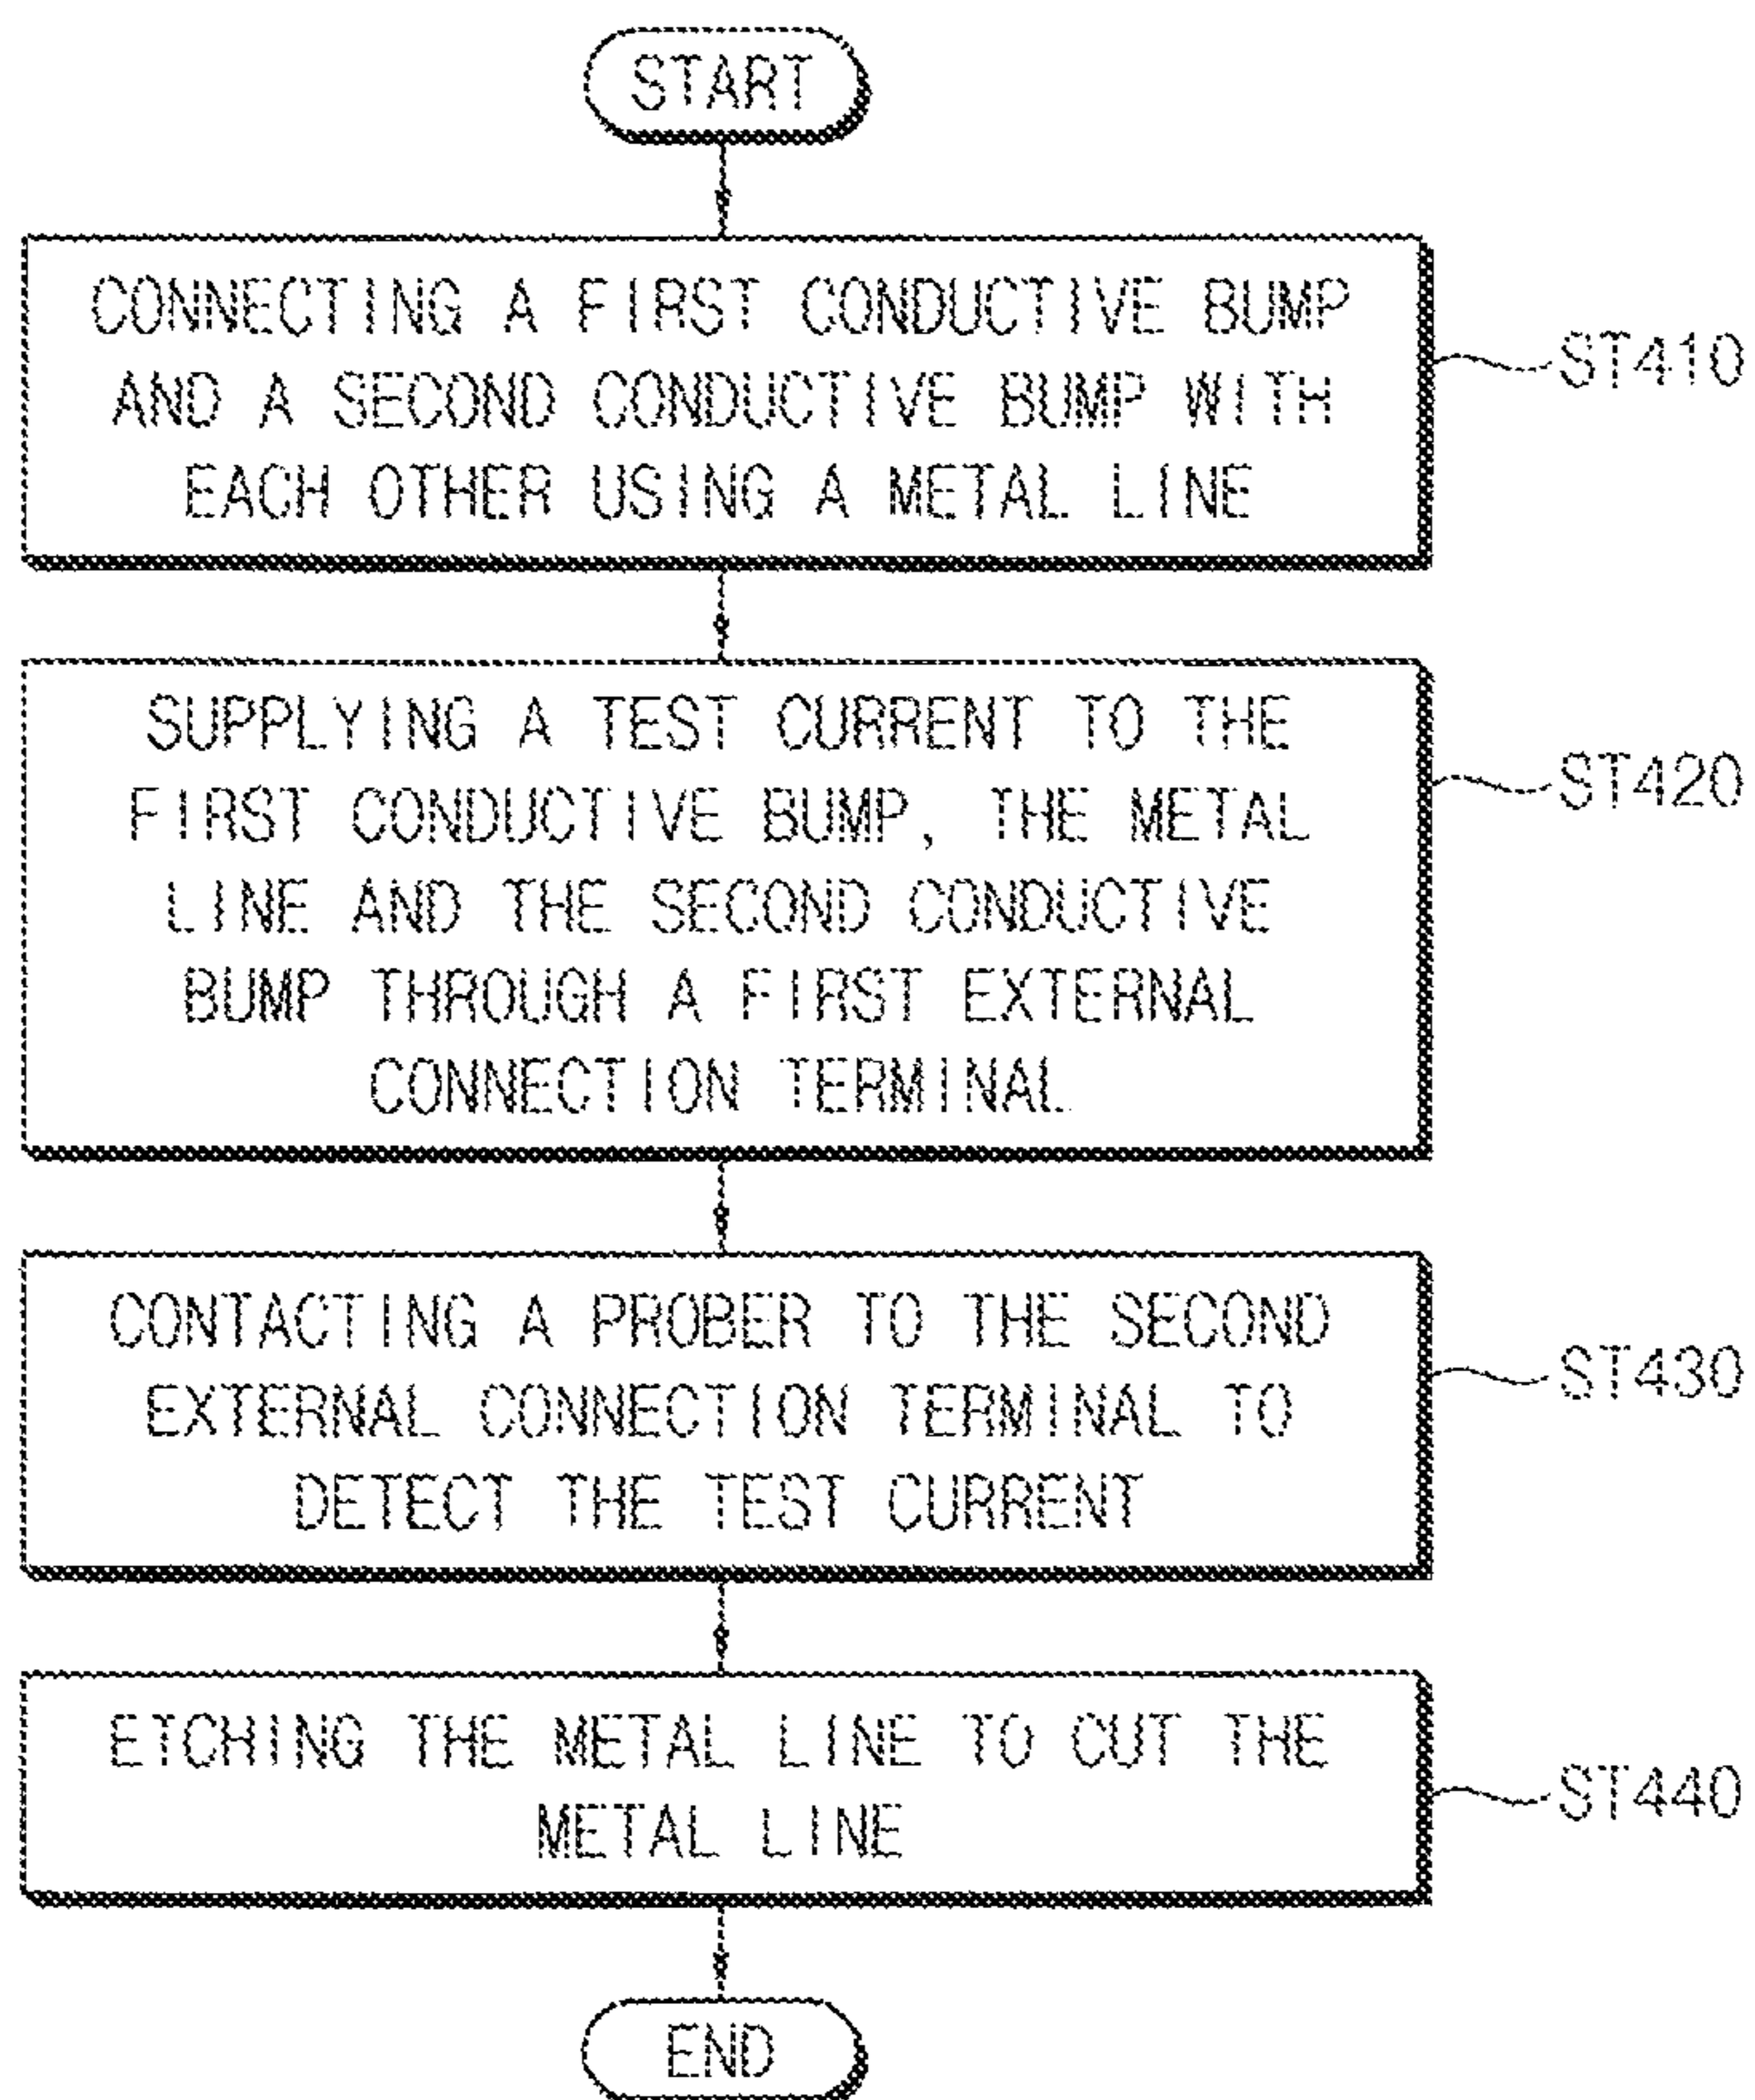 START
CONNECTING A FIRST CONDUCTIVE BUMP
AND A SECOND CONDUCTIVE BUMP WITH
EACH OTHER USING A METAL LINE
ST410
SUPPLYING A TEST CURRENT TO THE
FIRST CONDUCTIVE BUMP, THE METAL
LINE AND THE SECOND CONDUCTIVE
BUMP THROUGH A FIRST EXTERNAL
CONNECTION TERMINAL
ST420
CONTACTING A PROBER TO THE SECOND
EXTERNAL CONNECTION TERMINAL TO
DETECT THE TEST CURRENT
ST430
ETCHING THE METAL LINE TO CUT THE
METAL LINE
ST440
END